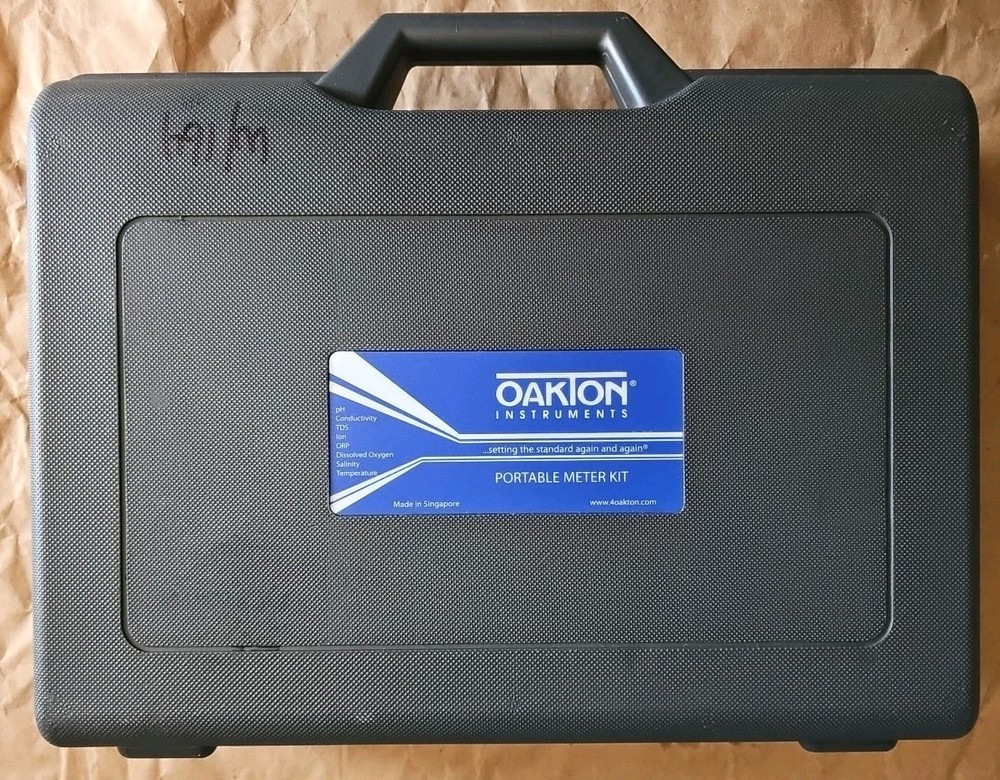 OAKTON®
INSTRUMENTS
pH
Conductivity
TDS
Ion
ORP
Dissolved Oxygen
Salinity
Temperature
...setting the standard again and again®
PORTABLE METER KIT
Made in Singapore
www.4oakton.com